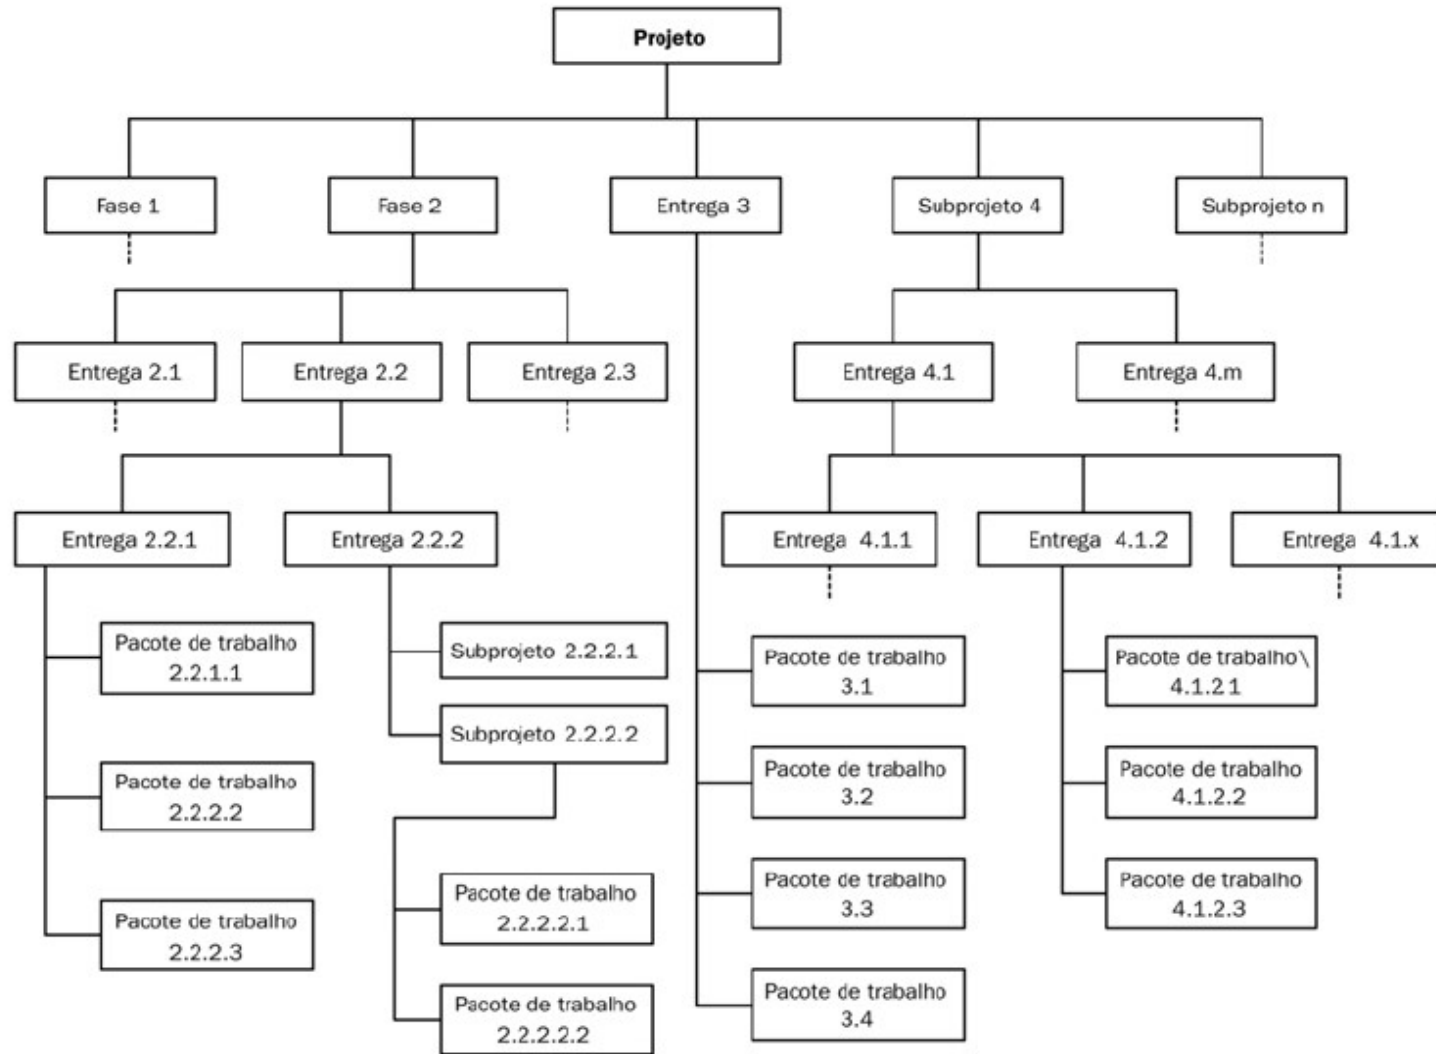 Projeto
Fase 1
Fase 2
Entrega 3
Subprojeto 4
Subprojeto n
Entrega 2.1
Entrega 2.2
Entrega 2.3
Entrega 4.1
Entrega 4.m
Entrega 2.2.1
Entrega 2.2.2
Entrega 4.1.1
Entrega 4.1.2
Entrega 4.1.x
Pacote de trabalho
2.2.1.1
Pacote de trabalho
2.2.2.2
Pacote de trabalho
2.2.2.3
Subprojeto 2.2.2.1
Subprojeto 2.2.2.2
Pacote de trabalho
2.2.2.2.1
Pacote de trabalho
2.2.2.2.2
Pacote de trabalho
3.1
Pacote de trabalho
3.2
Pacote de trabalho
3.3
Pacote de trabalho
3.4
Pacote de trabalho\
4.1.2.1
Pacote de trabalho
4.1.2.2
Pacote de trabalho
4.1.2.3